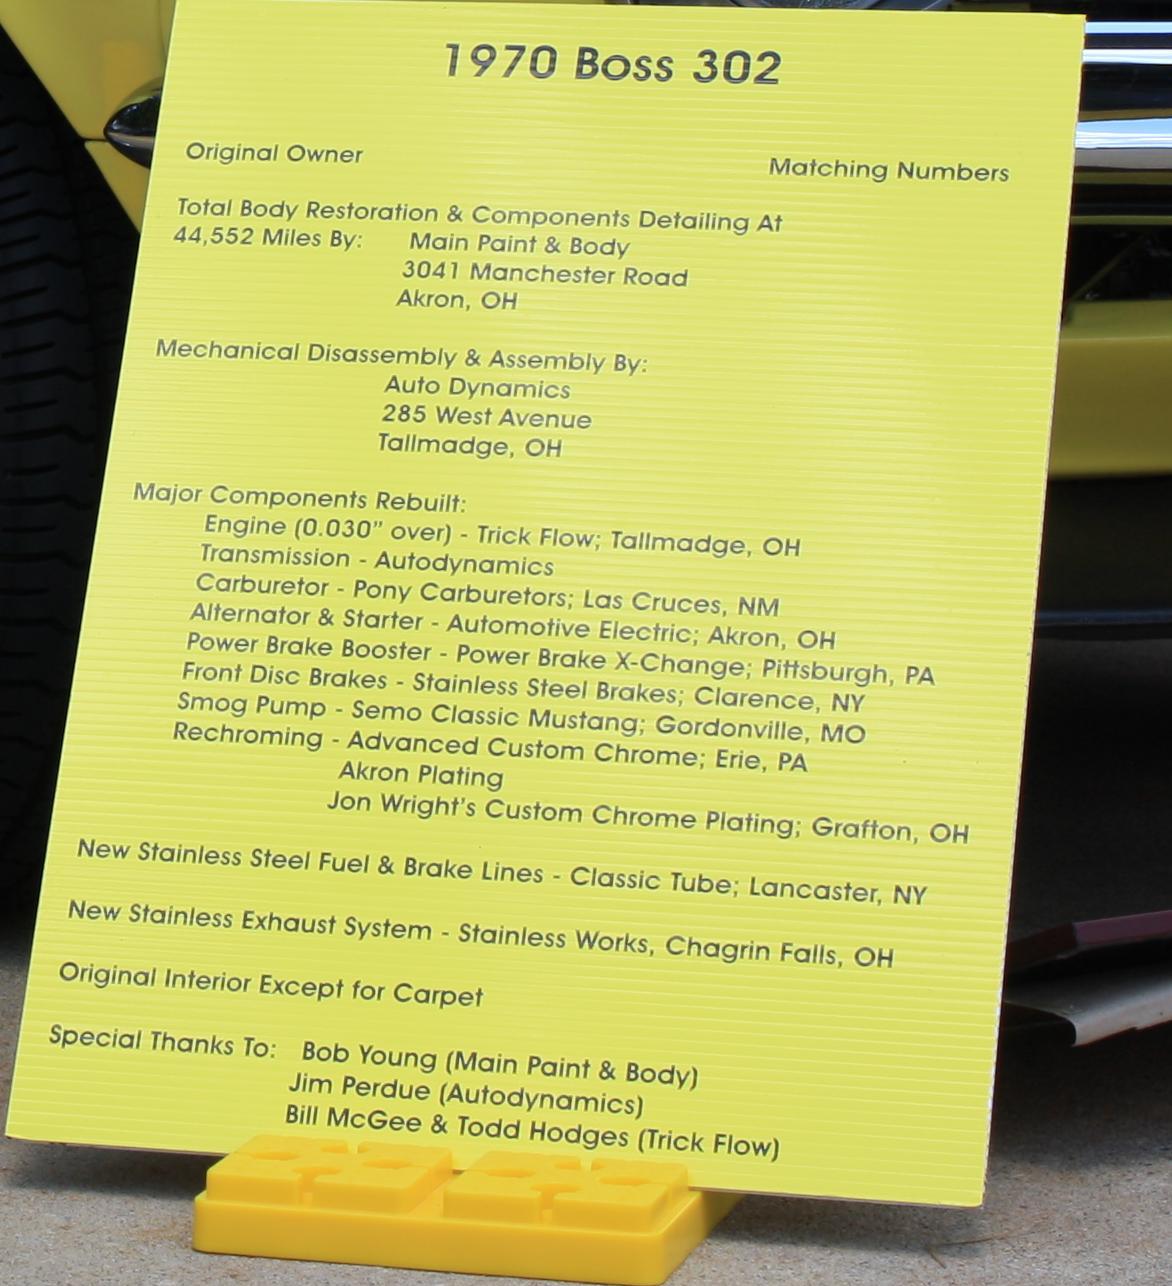 1970 Boss 302
Original Owner
Matching Numbers
Total Body Restoration & Components Detailing At
44,552 Miles By: Main Paint & Body
3041 Manchester Road
Akron, OH
Mechanical Disassembly & Assembly By:
Auto Dynamics
285 West Avenue
Tallmadge, OH
Major Components Rebuilt:
Engine (0.030” over) - Trick Flow; Tallmadge, OH
Transmission - Autodynamics
Carburetor - Pony Carburetors; Las Cruces, NM
Alternator & Starter - Automotive Electric; Akron, OH
Power Brake Booster - Power Brake X-Change; Pittsburgh, PA
Front Disc Brakes - Stainless Steel Brakes; Clarence, NY
Smog Pump - Semo Classic Mustang; Gordonville, MO
Rechroming - Advanced Custom Chrome; Erie, PA
Akron Plating
Jon Wright’s Custom Chrome Plating; Grafton, OH
New Stainless Steel Fuel & Brake Lines - Classic Tube; Lancaster, NY
New Stainless Exhaust System - Stainless Works, Chagrin Falls, OH
Original Interior Except for Carpet
Special Thanks To: Bob Young (Main Paint & Body)
Jim Perdue (Autodynamics)
Bill McGee & Todd Hodges (Trick Flow)